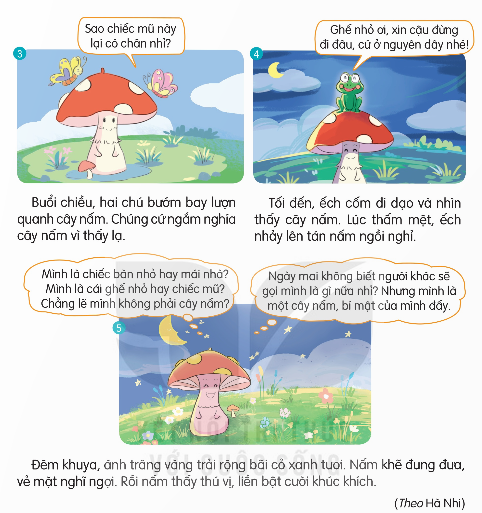 Sao chiếc mũ này
lại có chân nhỉ?
Ghế nhỏ ơi, xin cậu đừng
đi đâu, cứ ở nguyên đây nhé!
3
4
Buổi chiều, hai chú bướm bay lượn
quanh cây nấm. Chúng cứ ngắm nghía
cây nấm vì thấy lạ.
Tối đến, ếch cốm đi dạo và nhìn
thấy cây nấm. Lúc thấm mệt, ếch
nhảy lên tán nấm ngồi nghỉ.
Mình là chiếc bàn nhỏ hay mái nhà?
Mình là cái ghế nhỏ hay chiếc mũ?
Chẳng lẽ mình không phải cây nấm?
Ngày mai không biết người khác sẽ
gọi mình là gì nữa nhỉ? Nhưng mình là
một cây nấm, bí mật của mình đấy.
5
VỚI CUỘC SỐNG
Đêm khuya, ánh trăng vàng trải rộng bãi cỏ xanh tươi. Nấm khẽ đung đưa,
vẻ mặt nghĩ ngợi. Rồi nấm thấy thú vị, liền bật cười khúc khích.
(Theo Hà Nhi)